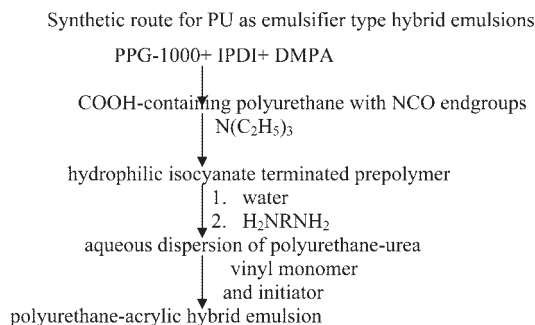 Synthetic route for PU as emulsifier type hybrid emulsions
PPG-1000+ IPDI+ DMPA
COOH-containing polyurethane with NCO endgroups
N(C₂H₅)₃
hydrophilic isocyanate terminated prepolymer
1. water
2. H₂NRNH₂
aqueous dispersion of polyurethane-urea
vinyl monomer
and initiator
polyurethane-acrylic hybrid emulsion